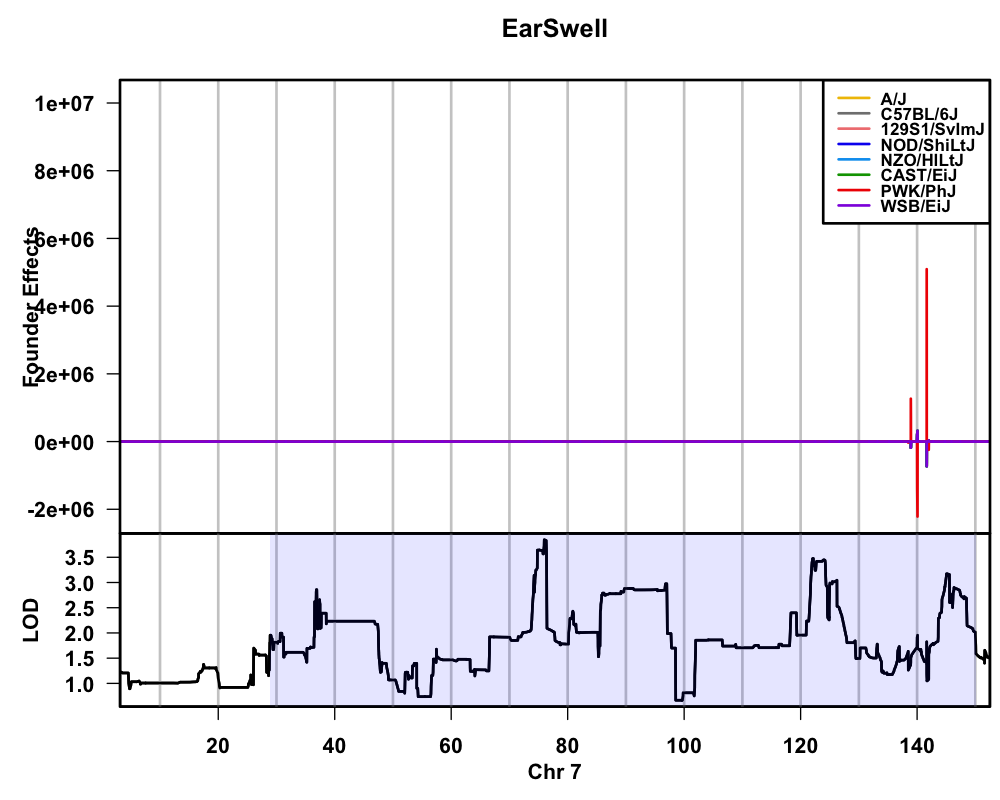 EarSwell
Founder Effects
1e+07
8e+06
6e+06
4e+06
2e+06
0e+00
-2e+06
A/J
C57BL/6J
129S1/SvImJ
NOD/ShiLtJ
NZO/HlLtJ
CAST/EiJ
PWK/PhJ
WSB/EiJ
LOD
3.5
3.0
2.5
2.0
1.5
1.0
20 40 60 80 100 120 140
Chr 7